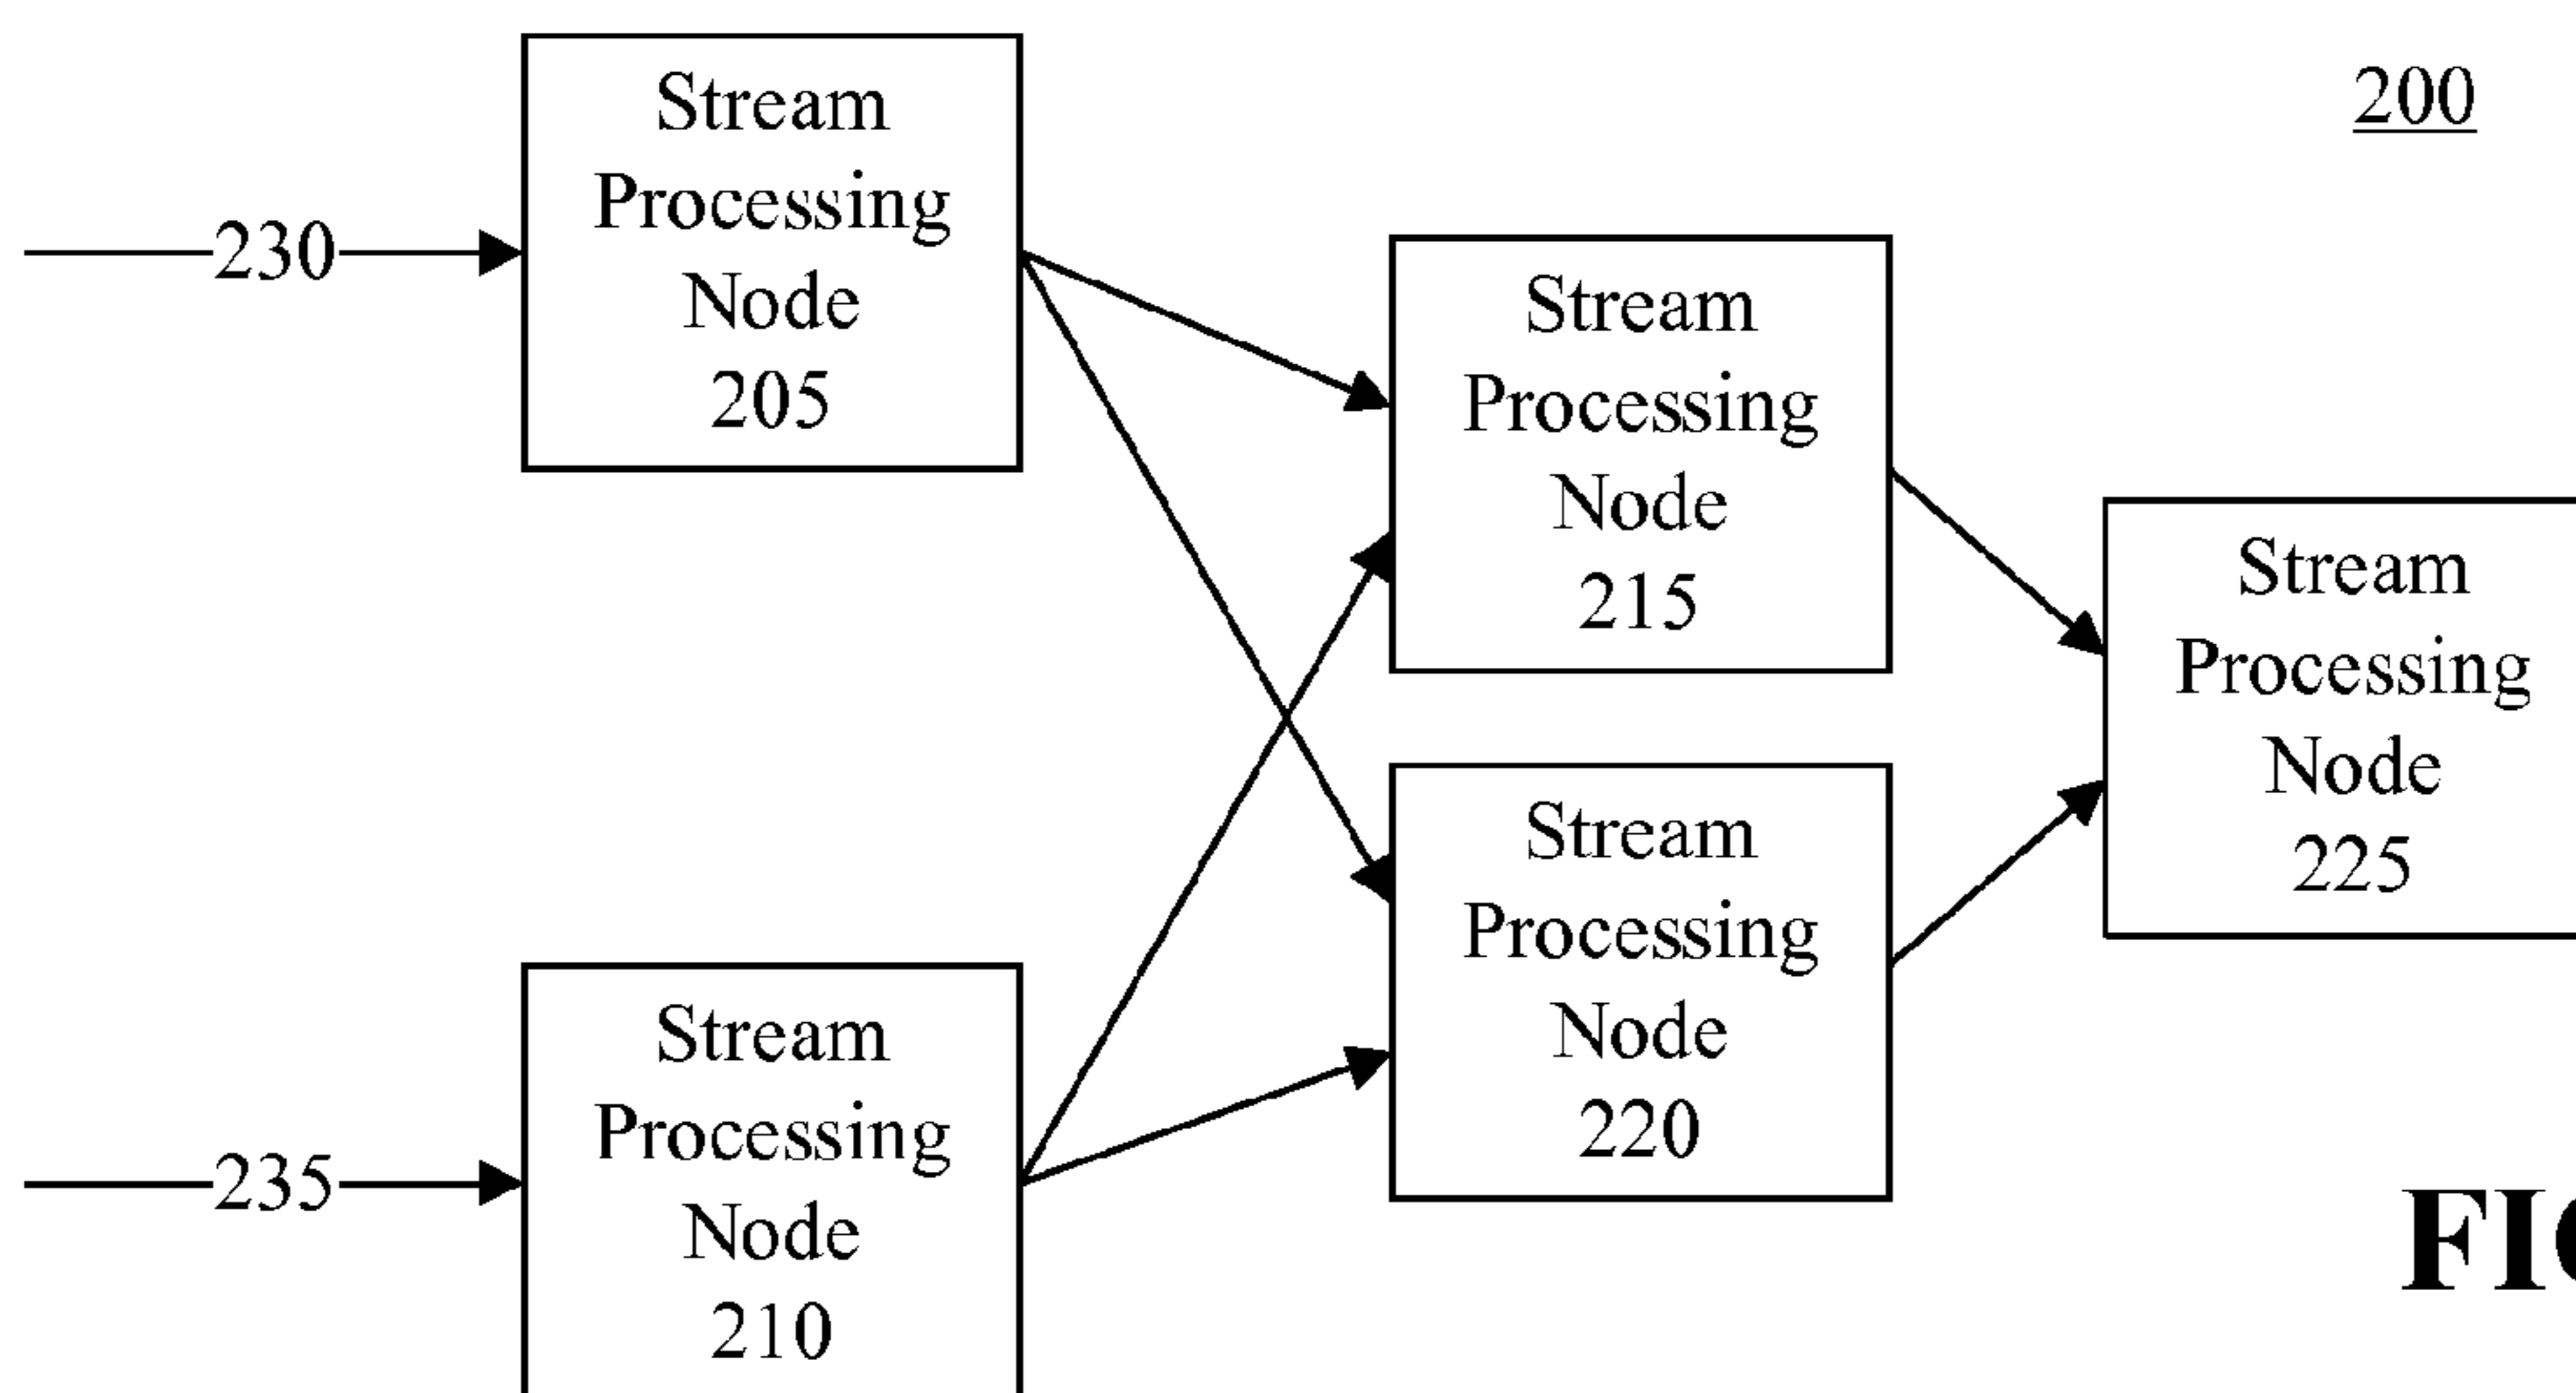 200
230
Stream
Processing
Node
205
Stream
Processing
Node
215
Stream
Processing
Node
225
Stream
Processing
Node
220
235
Stream
Processing
Node
210